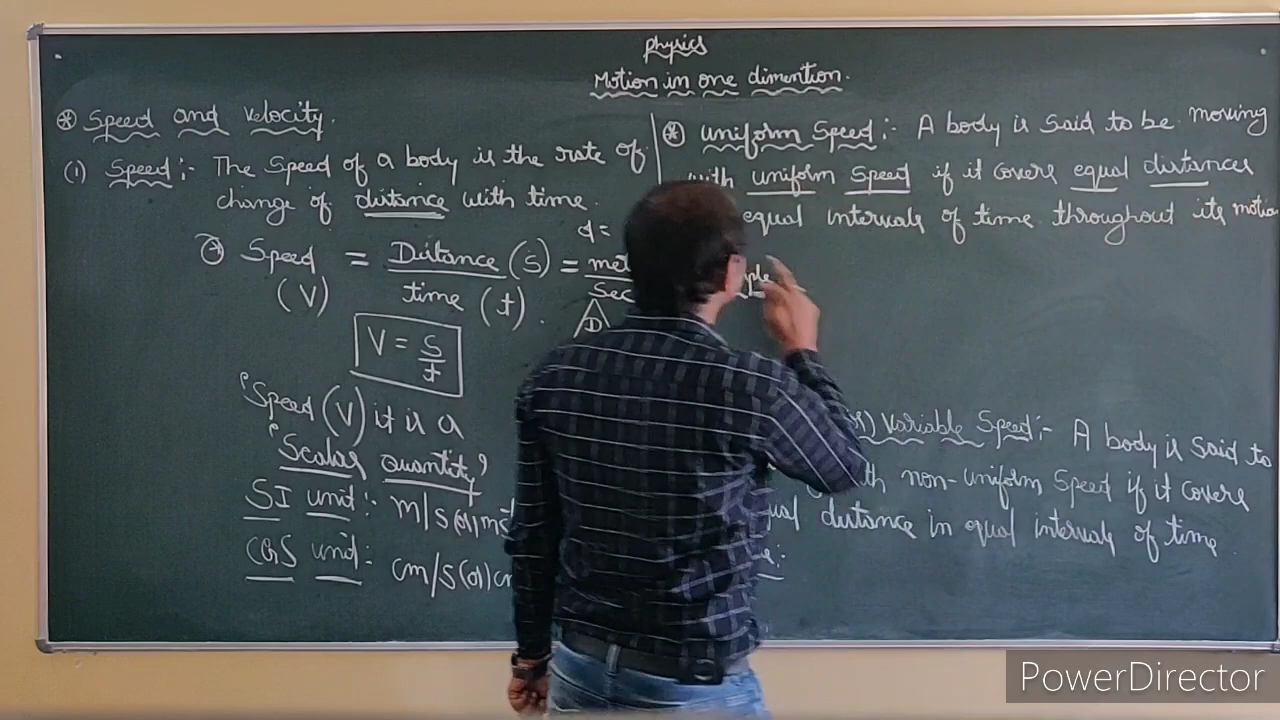 Physics
Motion in one dimention.
* Speed and velocity.
(1) Speed:- The Speed of a body is the rate of
change of distance with time.
d =
→ Speed = Distance (S) =
(V) time (t). Sec
D
V = S/t
"Speed (V) it is a
"Scalar quantity"
SI unit:- m/s (or)
CGS unit:- cm/s (or)
* Uniform Speed:- A body is said to be moving
with uniform Speed if it covers equal distances
equal intervals of time throughout its
Variable Speed:- A body is said to
non-uniform Speed if it covers
distance in equal intervals of time.
PowerDirector